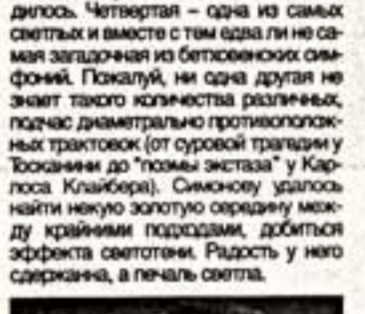 дилось. Четвертая – одна из самых
светлых и вместе с тем едва ли не са-
мая загадочная из бетховенских сим-
фоний. Пожалуй, ни одна другая не
знает такого количества различных,
подчас диаметрально противополож-
ных трактовок (от суровой трагедии у
Тосканини до "поэмы экстаза" у Кар-
лоса Клайбера). Симонову удалось
найти некую золотую середину меж-
ду крайними подходами, добиться
эффекта светотени. Радость у него
сдержанна, а печаль светла.